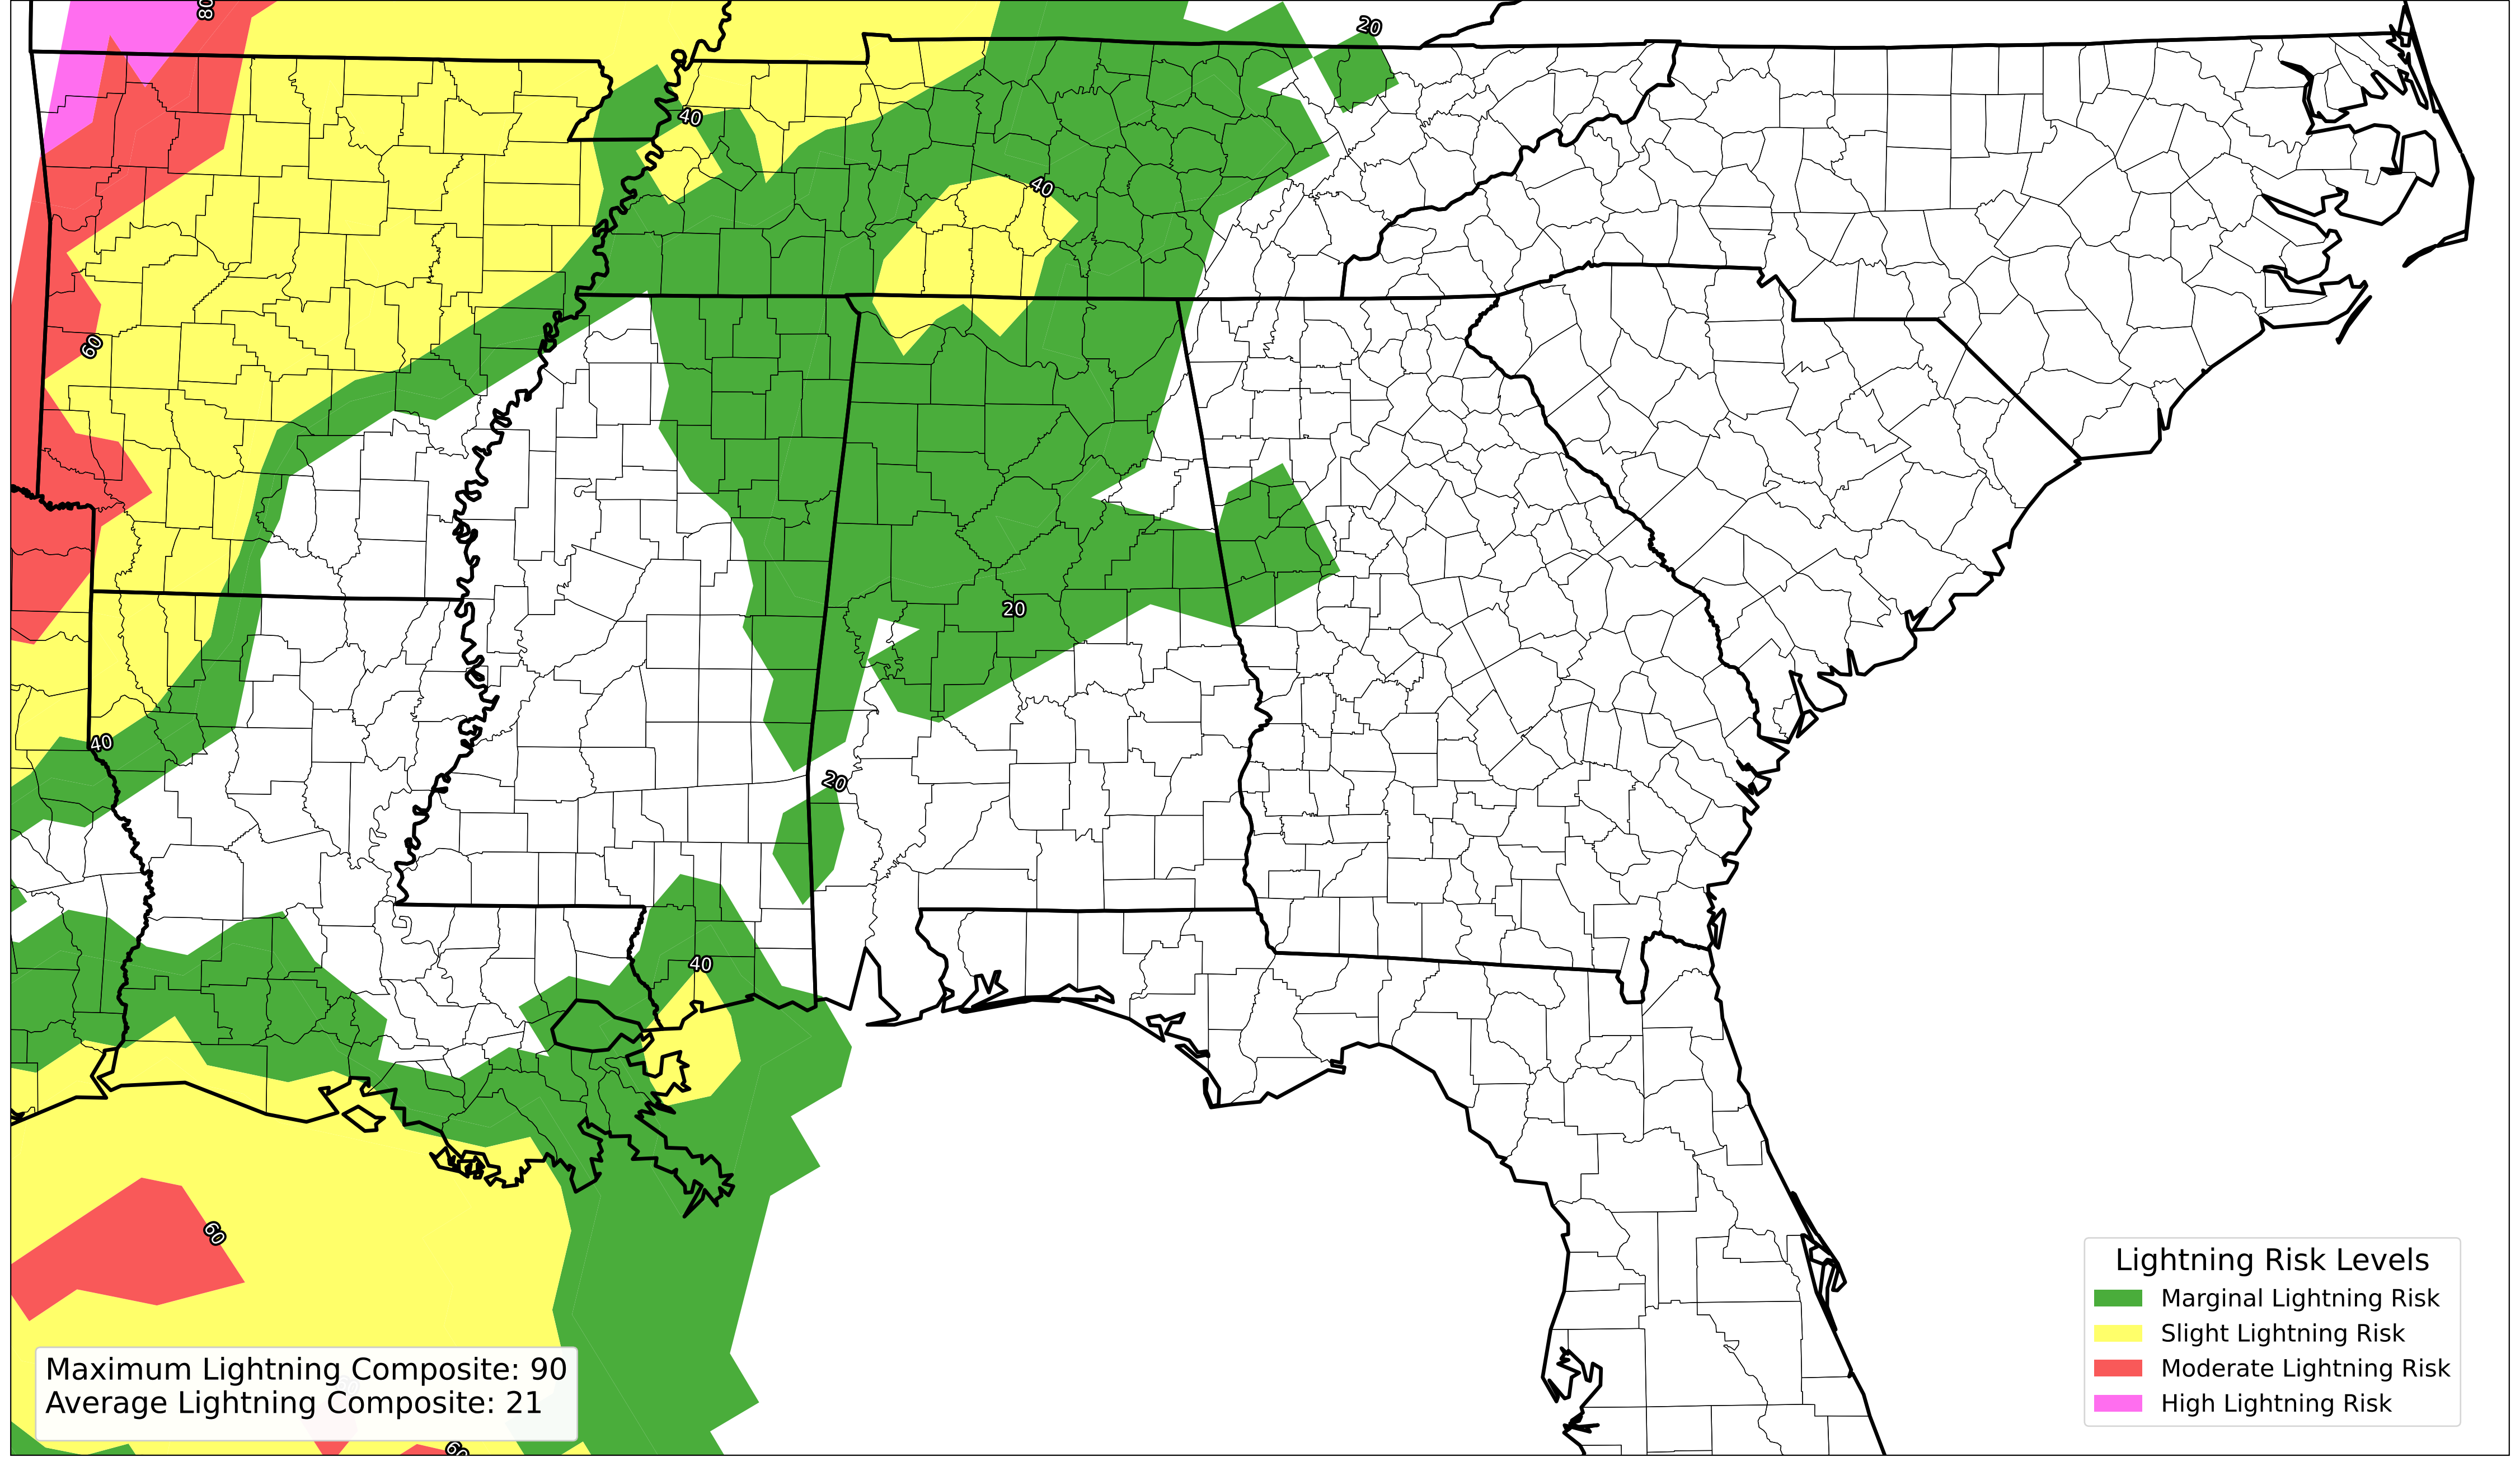 80
20
40
40
60
20
40
20
40
60
Lightning Risk Levels
Marginal Lightning Risk
Slight Lightning Risk
Moderate Lightning Risk
High Lightning Risk
Maximum Lightning Composite: 90
Average Lightning Composite: 21
60